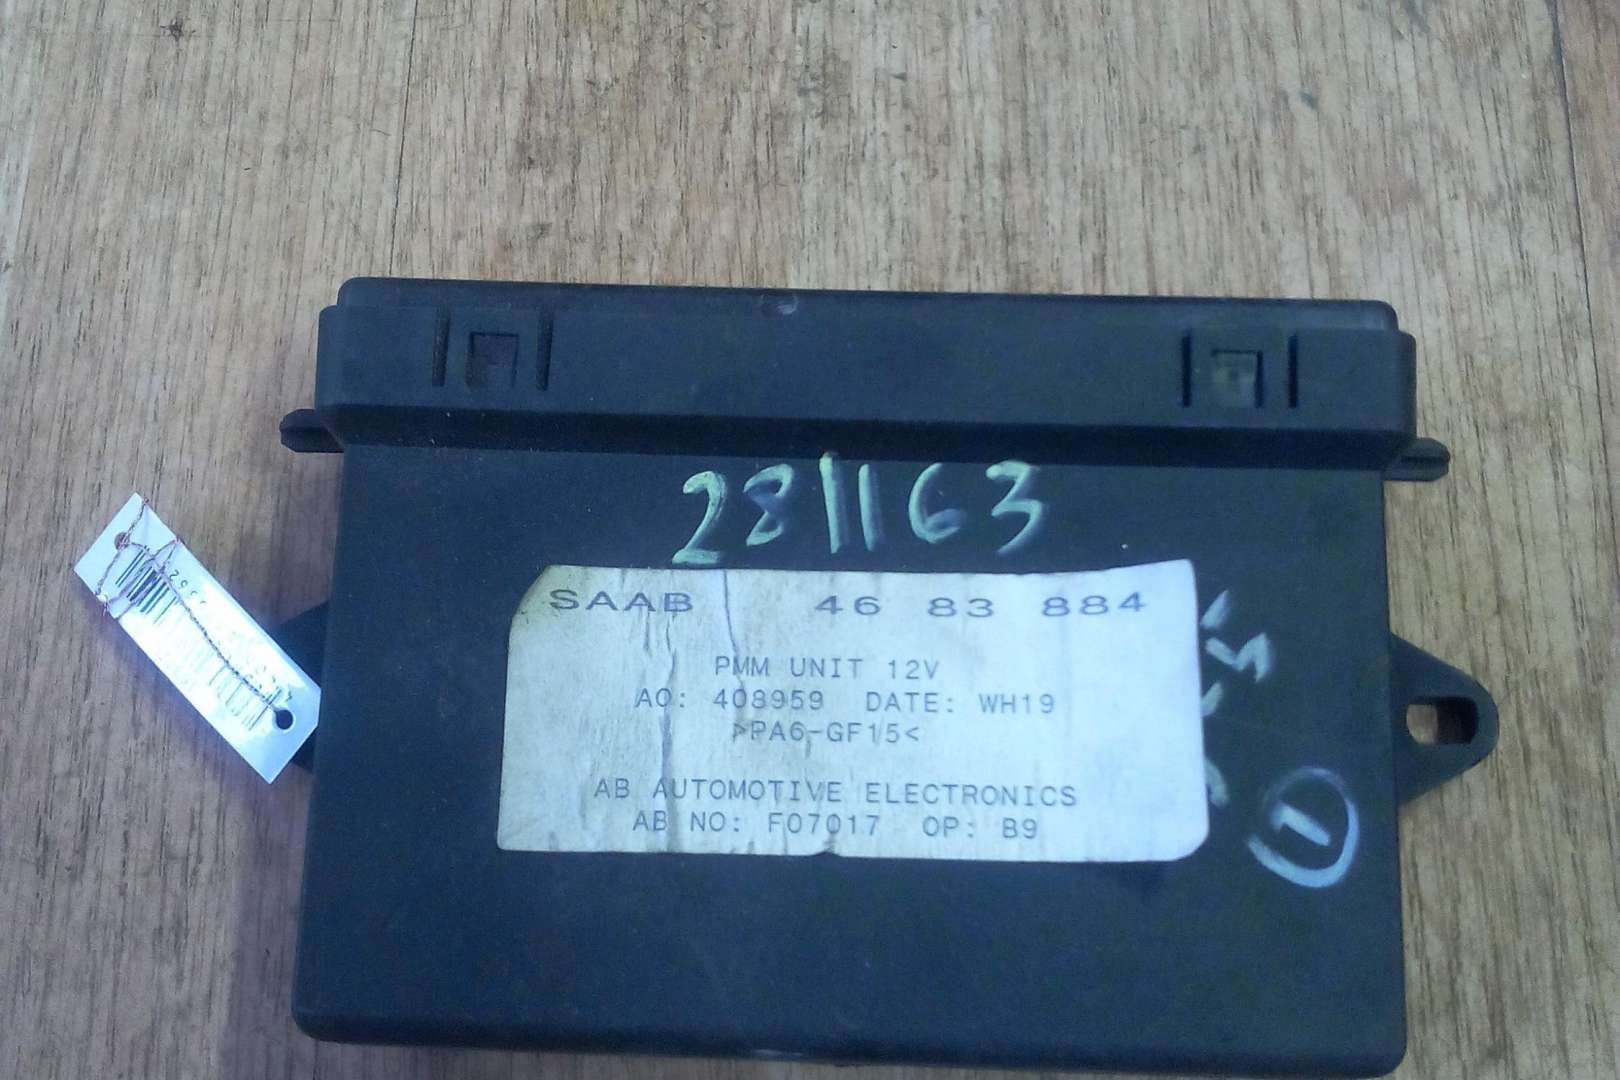 281163
SAAB 46 83 884
PMM UNIT 12V
AO: 408959 DATE: WH19
>PA6-GF15<
AB AUTOMOTIVE ELECTRONICS
AB NO: F07017 OP: B9
1